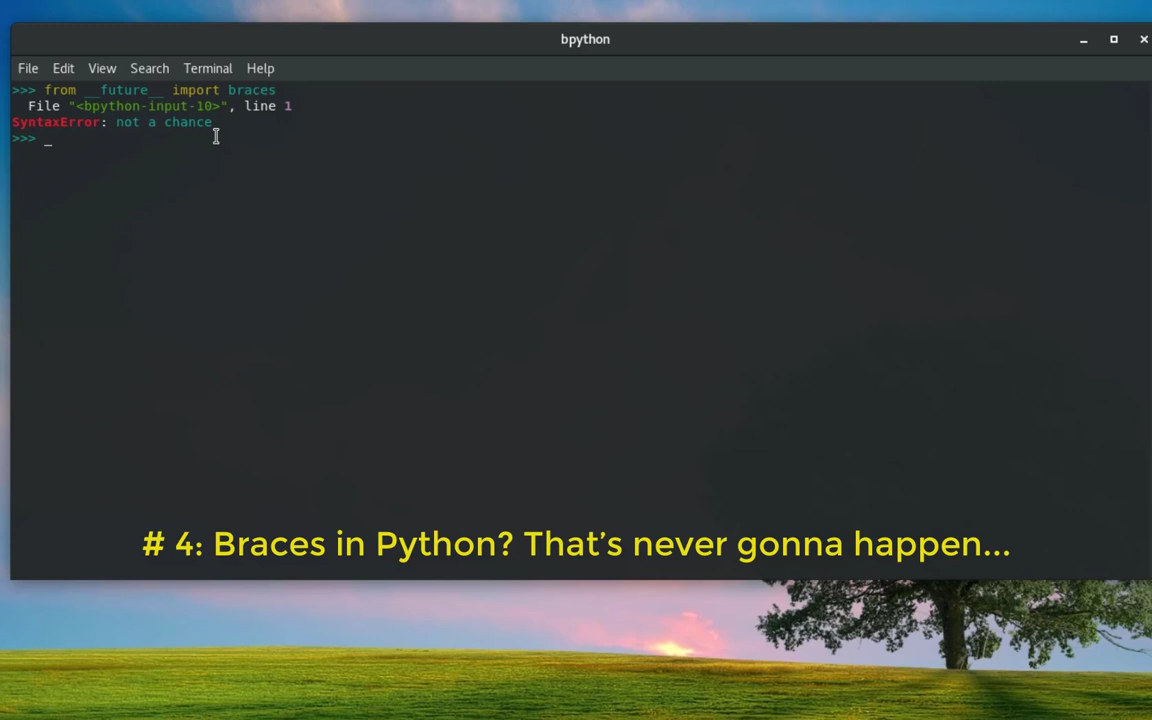 bpython
File Edit View Search Terminal Help
>>> from __future__ import braces
  File "<bpython-input-10>", line 1
SyntaxError: not a chance
>>> _
# 4: Braces in Python? That’s never gonna happen...